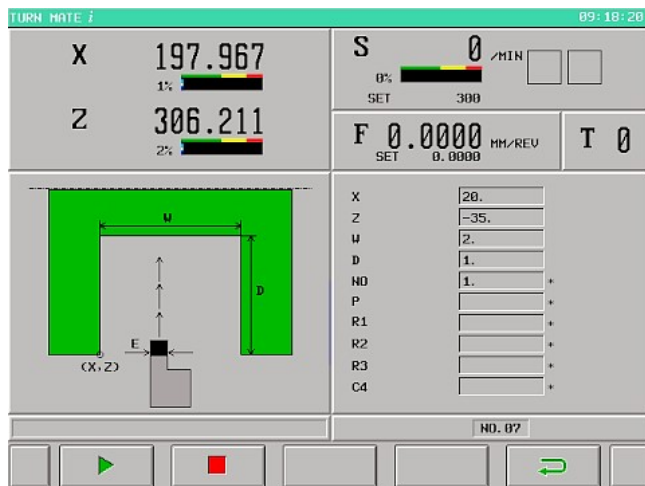 TURN MATE i 09:18:20
X 197.967
1%
Z 306.211
2%
S 0 /MIN
0%
SET 300
F 0.0000 MM/REV
SET 0.0000
T 0
W
D
E
(X,Z)
X 20.
Z -35.
W 2.
D 1.
NO 1. *
P *
R1 *
R2 *
R3 *
C4 *
NO. 07